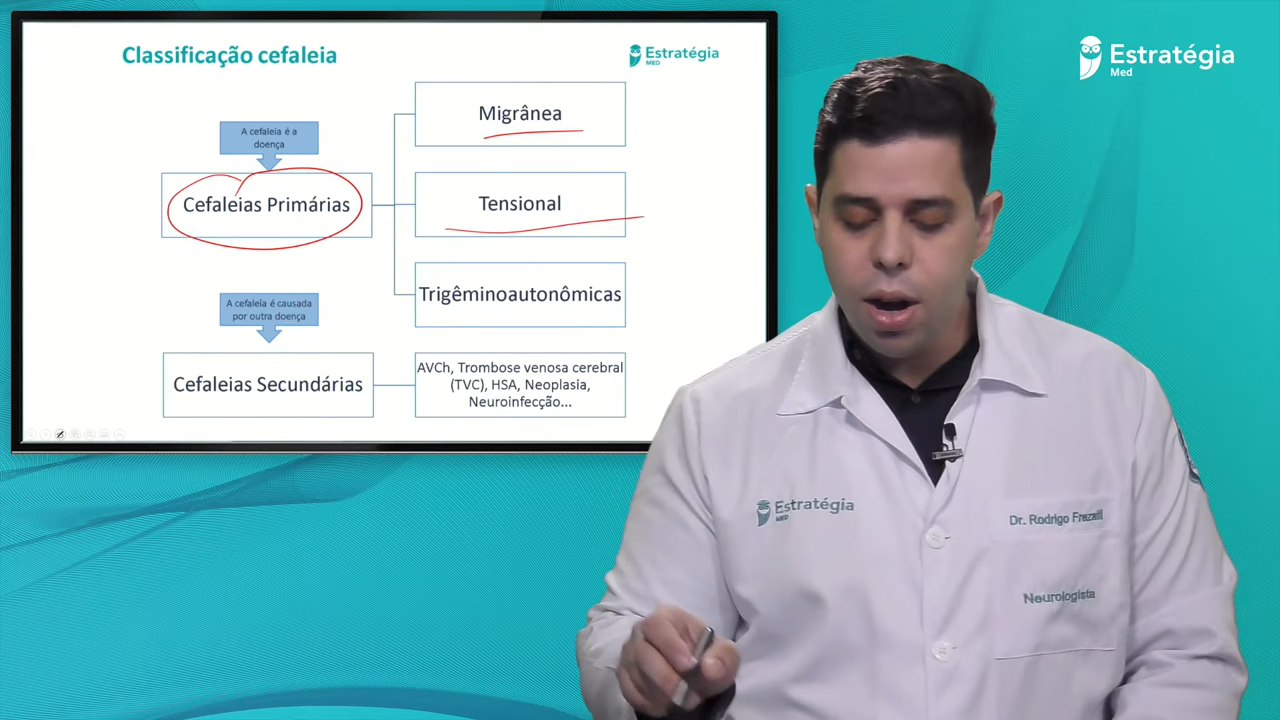 Classificação cefaleia
Estratégia
MED
A cefaleia é a
doença
Cefaleias Primárias
Migrânea
Tensional
Trigêminoautonômicas
A cefaleia é causada
por outra doença
Cefaleias Secundárias
AVCh, Trombose venosa cerebral
(TVC), HSA, Neoplasia,
Neuroinfecção...
Estratégia
Med
Estratégia
MED
Dr. Rodrigo
Neurologista